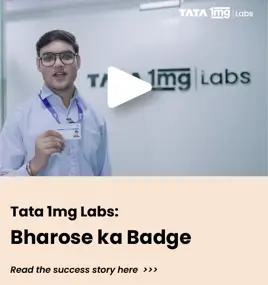 TATA 1mg Labs
TATA 1mg Labs
Tata 1mg Labs:
Bharose ka Badge
Read the success story here >>>